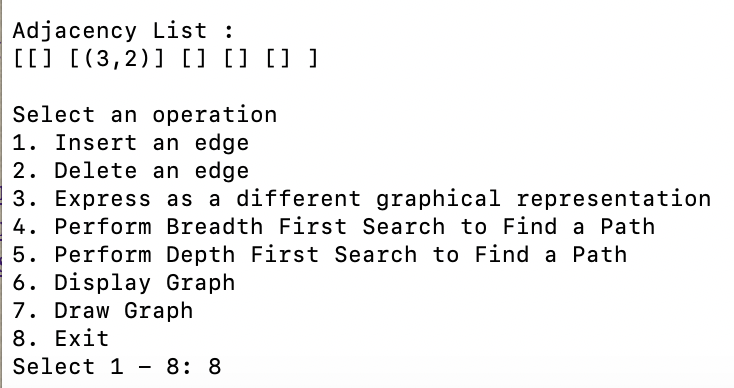 Adjacency List :
[[] [(3,2)] [] [] [] ]
Select an operation
1. Insert an edge
2. Delete an edge
3. Express as a different graphical representation
4. Perform Breadth First Search to Find a Path
5. Perform Depth First Search to Find a Path
6. Display Graph
7. Draw Graph
8. Exit
Select 1 – 8: 8